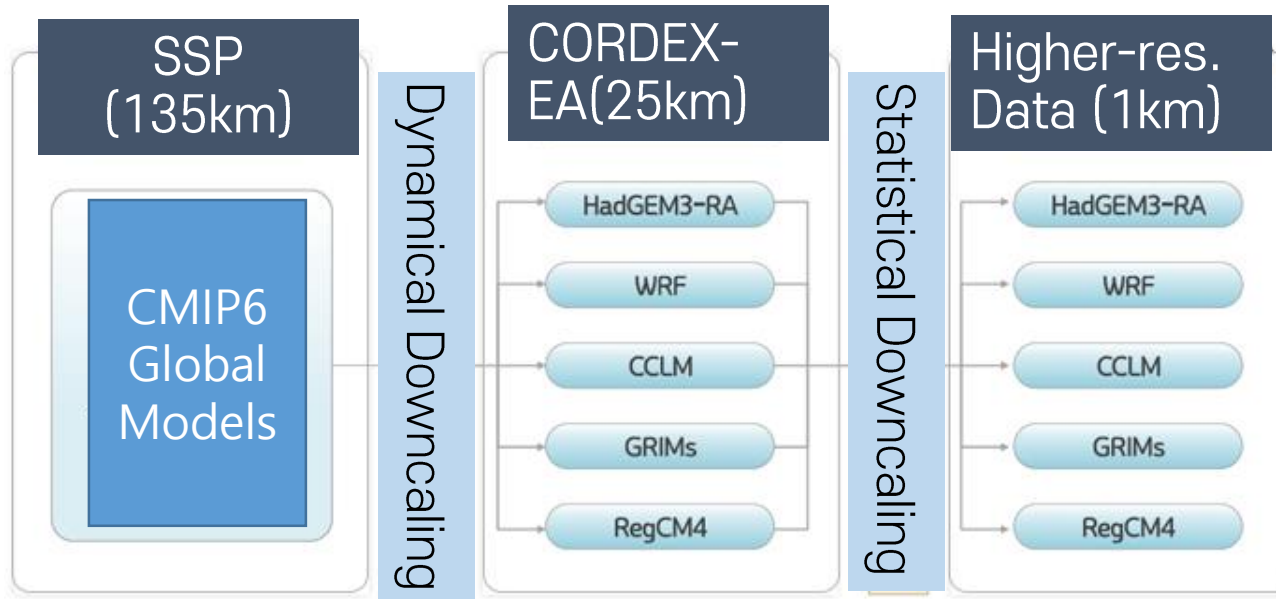 SSP
(135km)
CMIP6
Global
Models
Dynamical Downcaling
CORDEX-
EA(25km)
HadGEM3-RA
WRF
CCLM
GRIMs
RegCM4
Statistical Downcaling
Higher-res.
Data (1km)
HadGEM3-RA
WRF
CCLM
GRIMs
RegCM4